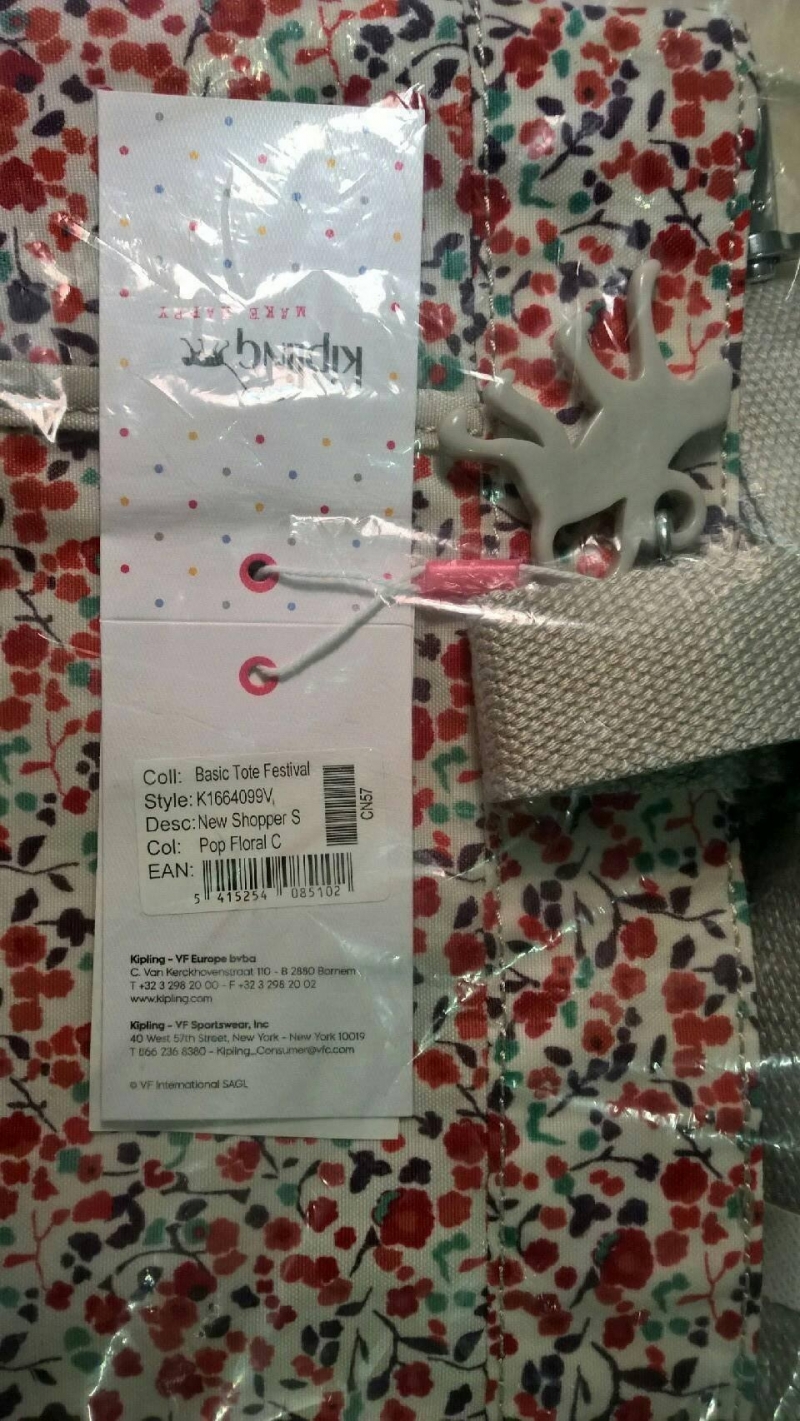 MAKE HAPPY
kipling
Coll: Basic Tote Festival
Style: K1664099V,
Desc: New Shopper S
Col: Pop Floral C
EAN:
5 415254 085102
CN57
Kipling - VF Europe bvba
C. Van Kerckhovenstraat 110 - B 2880 Bornem
T +32 3 298 20 00 - F +32 3 298 20 02
www.kipling.com
Kipling - VF Sportswear, Inc
40 West 57th Street, New York - New York 10019
T 866 236 8380 - Kipling_Consumer@vfc.com
© VF International SAGL